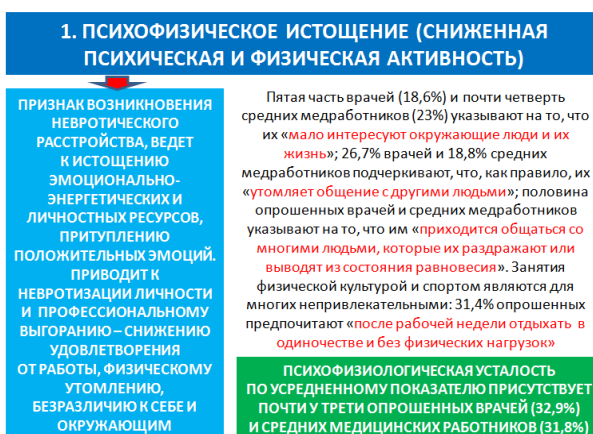 1. ПСИХОФИЗИЧЕСКОЕ ИСТОЩЕНИЕ (СНИЖЕННАЯ
ПСИХИЧЕСКАЯ И ФИЗИЧЕСКАЯ АКТИВНОСТЬ)
ПРИЗНАК ВОЗНИКНОВЕНИЯ
НЕВРОТИЧЕСКОГО
РАССТРОЙСТВА, ВЕДЕТ
К ИСТОЩЕНИЮ
ЭМОЦИОНАЛЬНО-
ЭНЕРГЕТИЧЕСКИХ И
ЛИЧНОСТНЫХ РЕСУРСОВ,
ПРИТУПЛЕНИЮ
ПОЛОЖИТЕЛЬНЫХ ЭМОЦИЙ.
ПРИВОДИТ К
НЕВРОТИЗАЦИИ ЛИЧНОСТИ
И ПРОФЕССИОНАЛЬНОМУ
ВЫГОРАНИЮ – СНИЖЕНИЮ
УДОВЛЕТВОРЕНИЯ
ОТ РАБОТЫ, ФИЗИЧЕСКОМУ
УТОМЛЕНИЮ,
БЕЗРАЗЛИЧИЮ К СЕБЕ И
ОКРУЖАЮЩИМ
Пятая часть врачей (18,6%) и почти четверть
средних медработников (23%) указывают на то, что
их «мало интересуют окружающие люди и их
жизнь»; 26,7% врачей и 18,8% средних
медработников подчеркивают, что, как правило, их
«утомляет общение с другими людьми»; половина
опрошенных врачей и средних медработников
указывают на то, что им «приходится общаться со
многими людьми, которые их раздражают или
выводят из состояния равновесия». Занятия
физической культурой и спортом являются для
многих непривлекательными: 31,4% опрошенных
предпочитают «после рабочей недели отдыхать в
одиночестве и без физических нагрузок»
ПСИХОФИЗИОЛОГИЧЕСКАЯ УСТАЛОСТЬ
ПО УСРЕДНЕННОМУ ПОКАЗАТЕЛЮ ПРИСУТСТВУЕТ
ПОЧТИ У ТРЕТИ ОПРОШЕННЫХ ВРАЧЕЙ (32,9%)
И СРЕДНИХ МЕДИЦИНСКИХ РАБОТНИКОВ (31,8%)